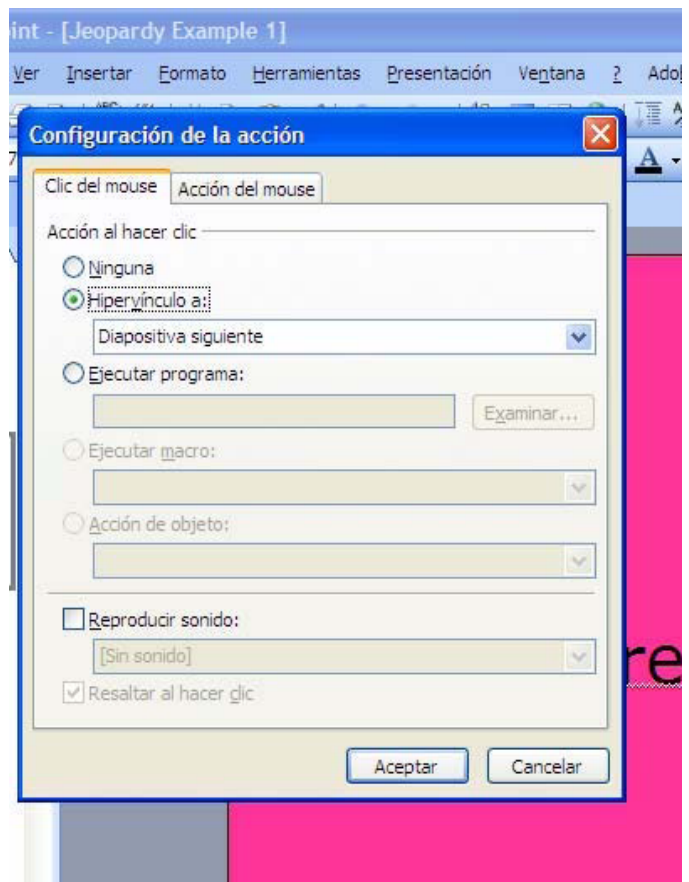 int - [Jeopardy Example 1]
Ver Insertar Formato Herramientas Presentación Ventana ? Ado
Configuración de la acción
Clic del mouse Acción del mouse
Acción al hacer clic
Ninguna
Hipervínculo a:
Diapositiva siguiente
Ejecutar programa:
Examinar...
Ejecutar macro:
Acción de objeto:
Reproducir sonido:
[Sin sonido]
Resaltar al hacer clic
Aceptar Cancelar
re